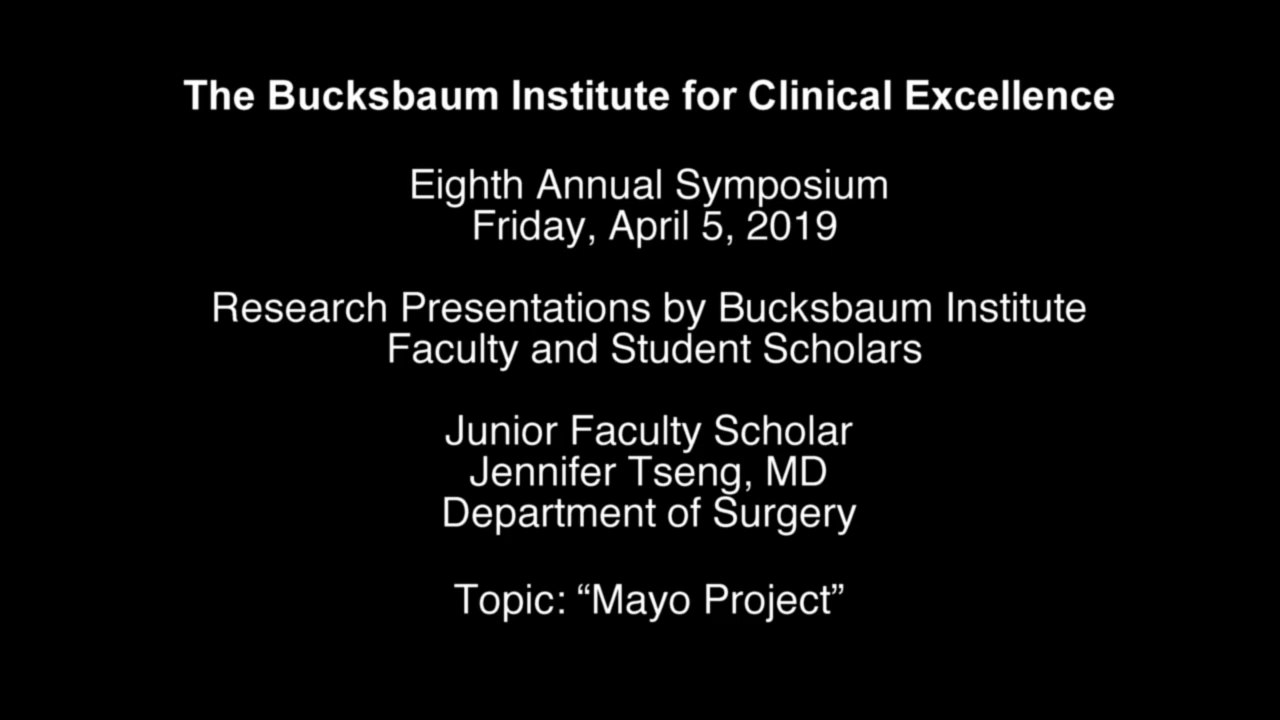 The Bucksbaum Institute for Clinical Excellence
Eighth Annual Symposium
Friday, April 5, 2019
Research Presentations by Bucksbaum Institute
Faculty and Student Scholars
Junior Faculty Scholar
Jennifer Tseng, MD
Department of Surgery
Topic: “Mayo Project”